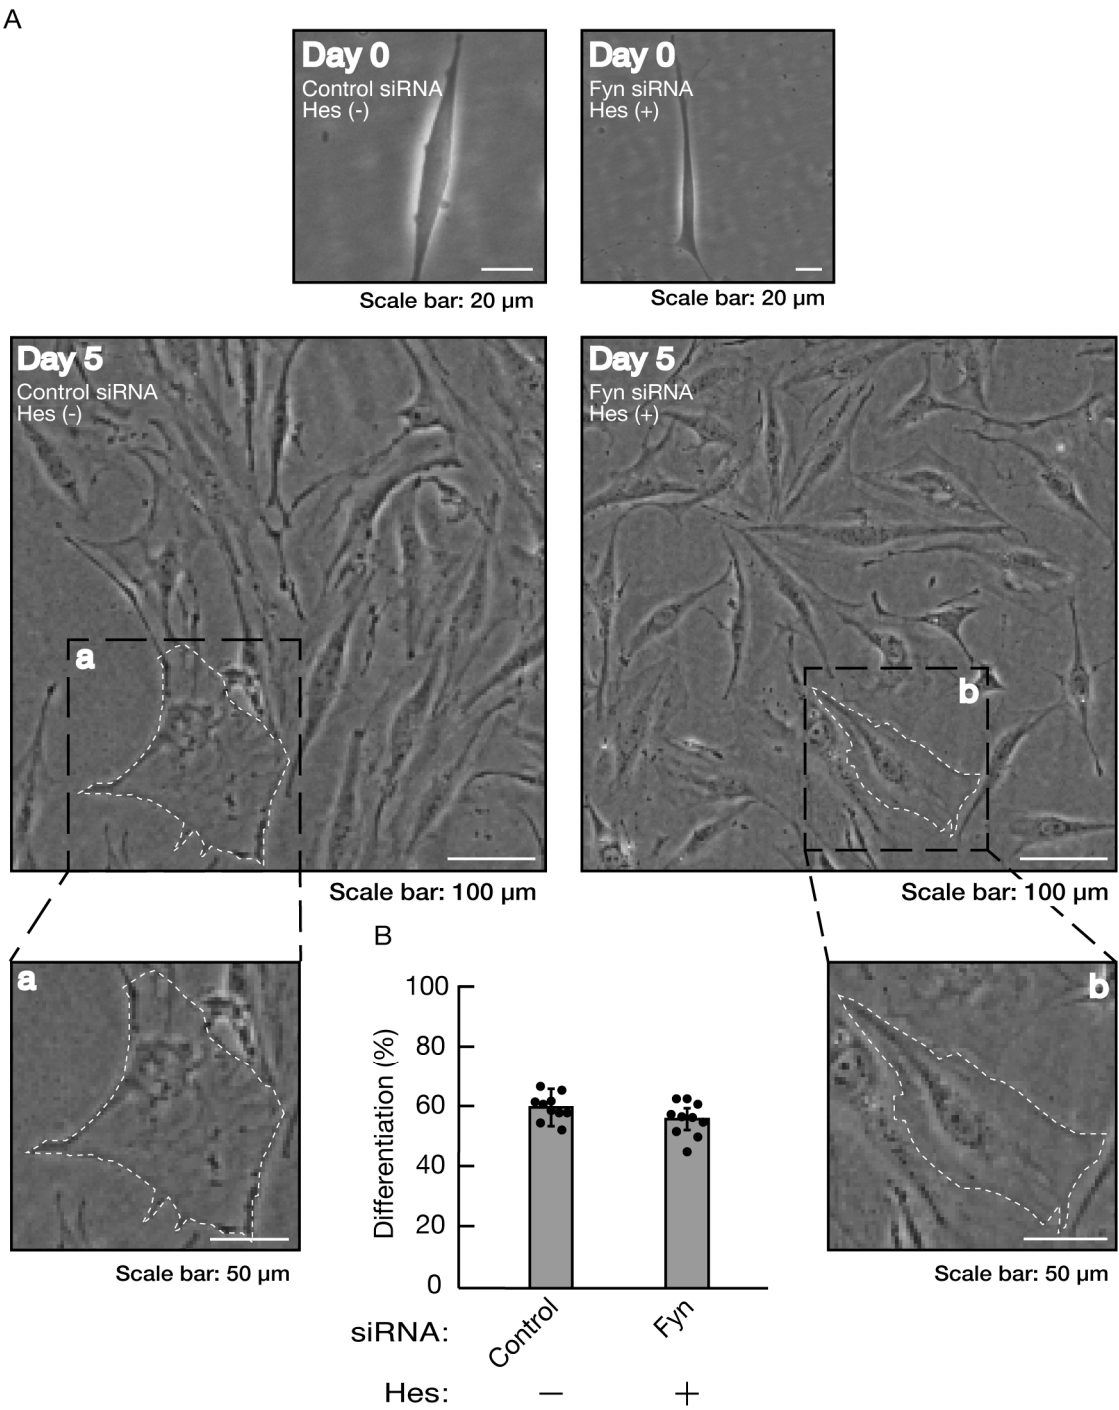 A
Day 0
Control siRNA
Hes (-)
Scale bar: 20 μm
Day 0
Fyn siRNA
Hes (+)
Scale bar: 20 μm
Day 5
Control siRNA
Hes (-)
a
Scale bar: 100 μm
Day 5
Fyn siRNA
Hes (+)
b
Scale bar: 100 μm
a
Scale bar: 50 μm
B
Differentiation (%)
100
80
60
40
20
0
siRNA: Control Fyn
Hes: − +
b
Scale bar: 50 μm